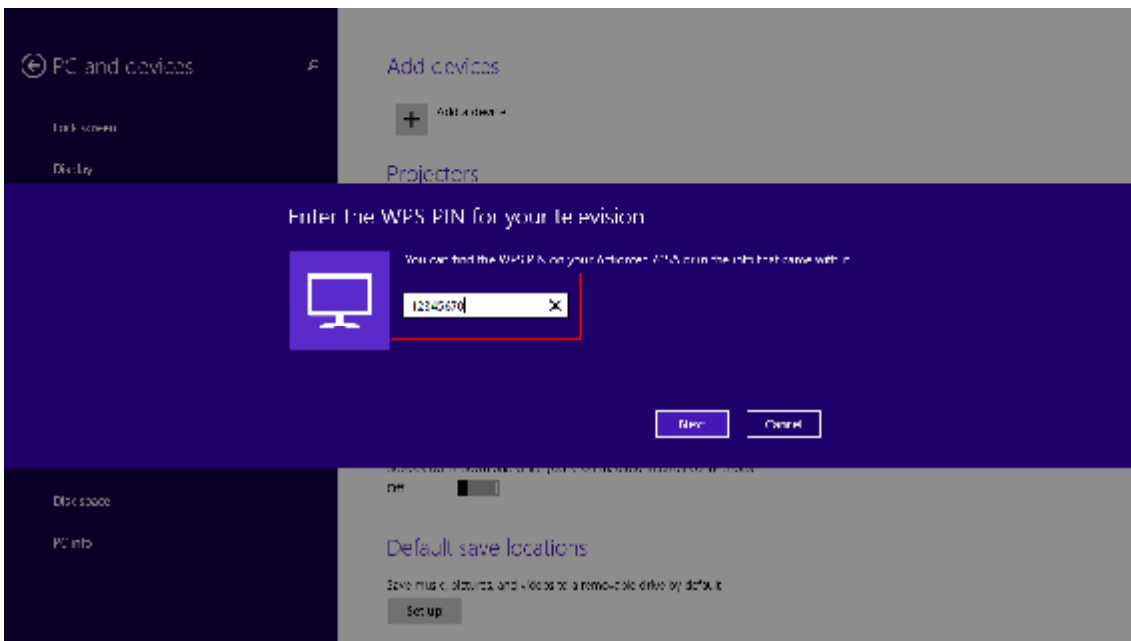 PC and devices
Add devices
Add a device
Lock screen
Display
Projectors
Enter the WPS PIN for your television
You can find the WPS PIN on your or in the info that came with it
12345670
Next
Cancel
Off
Disk space
PC info
Default save locations
Save music, pictures, and videos to a removable drive by default
Set up